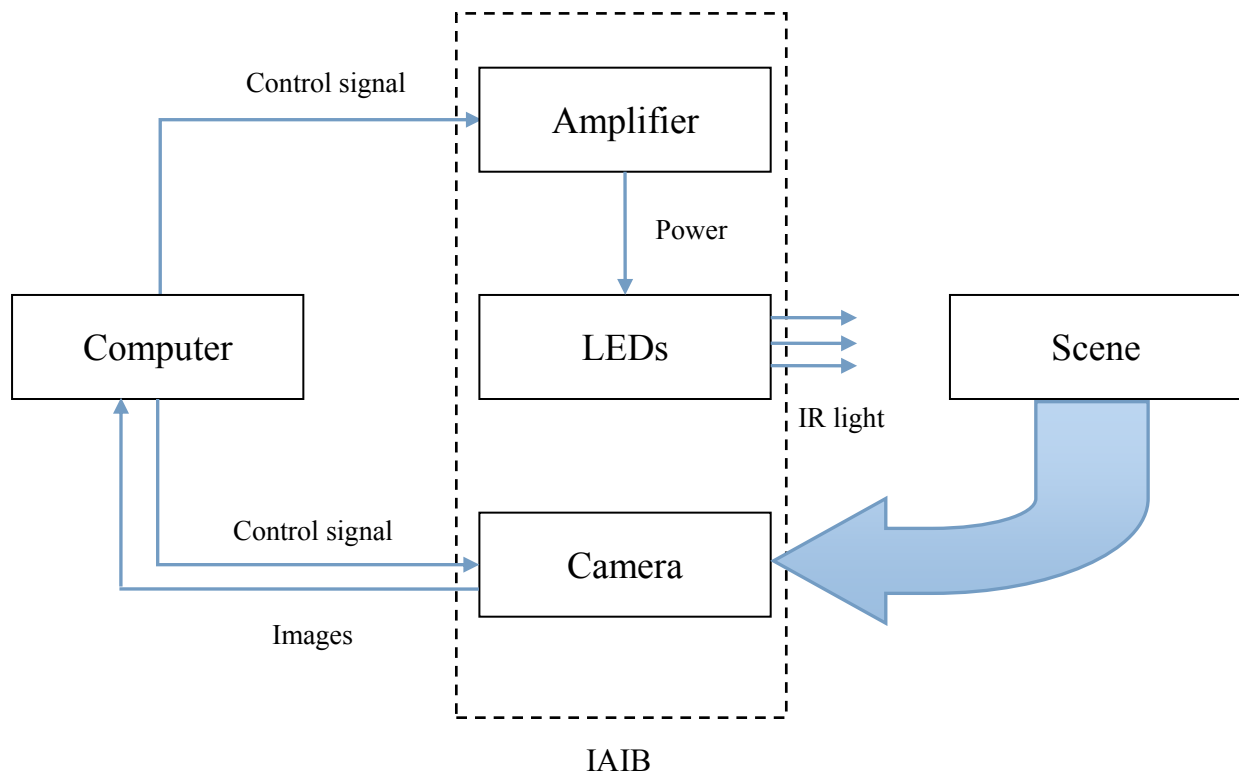 Control signal
Amplifier
Power
Computer
LEDs
Scene
IR light
Control signal
Camera
Images
IAIB